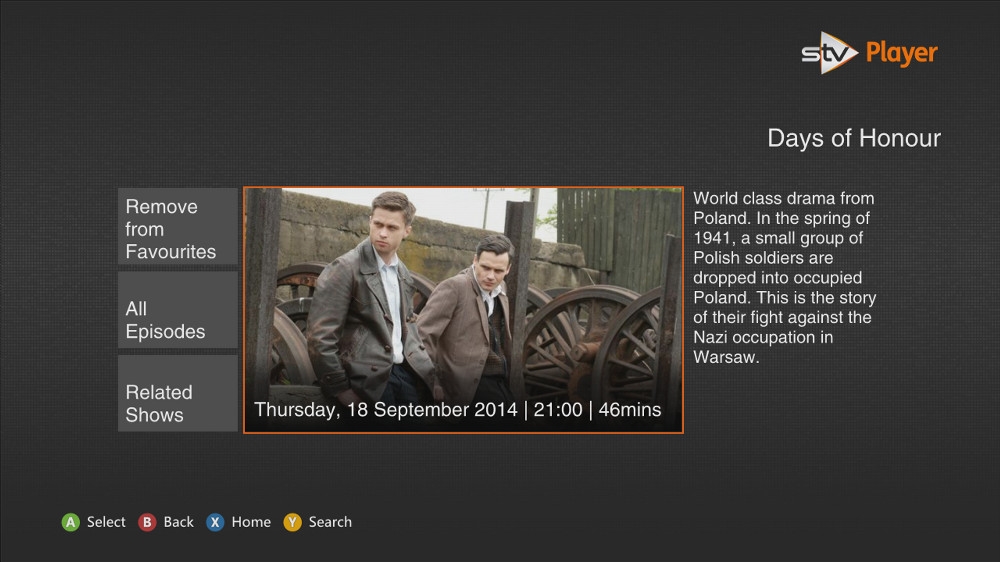 stv Player
Days of Honour
Remove
from
Favourites
All
Episodes
Related
Shows
Thursday, 18 September 2014 | 21:00 | 46mins
World class drama from
Poland. In the spring of
1941, a small group of
Polish soldiers are
dropped into occupied
Poland. This is the story
of their fight against the
Nazi occupation in
Warsaw.
A Select B Back X Home Y Search